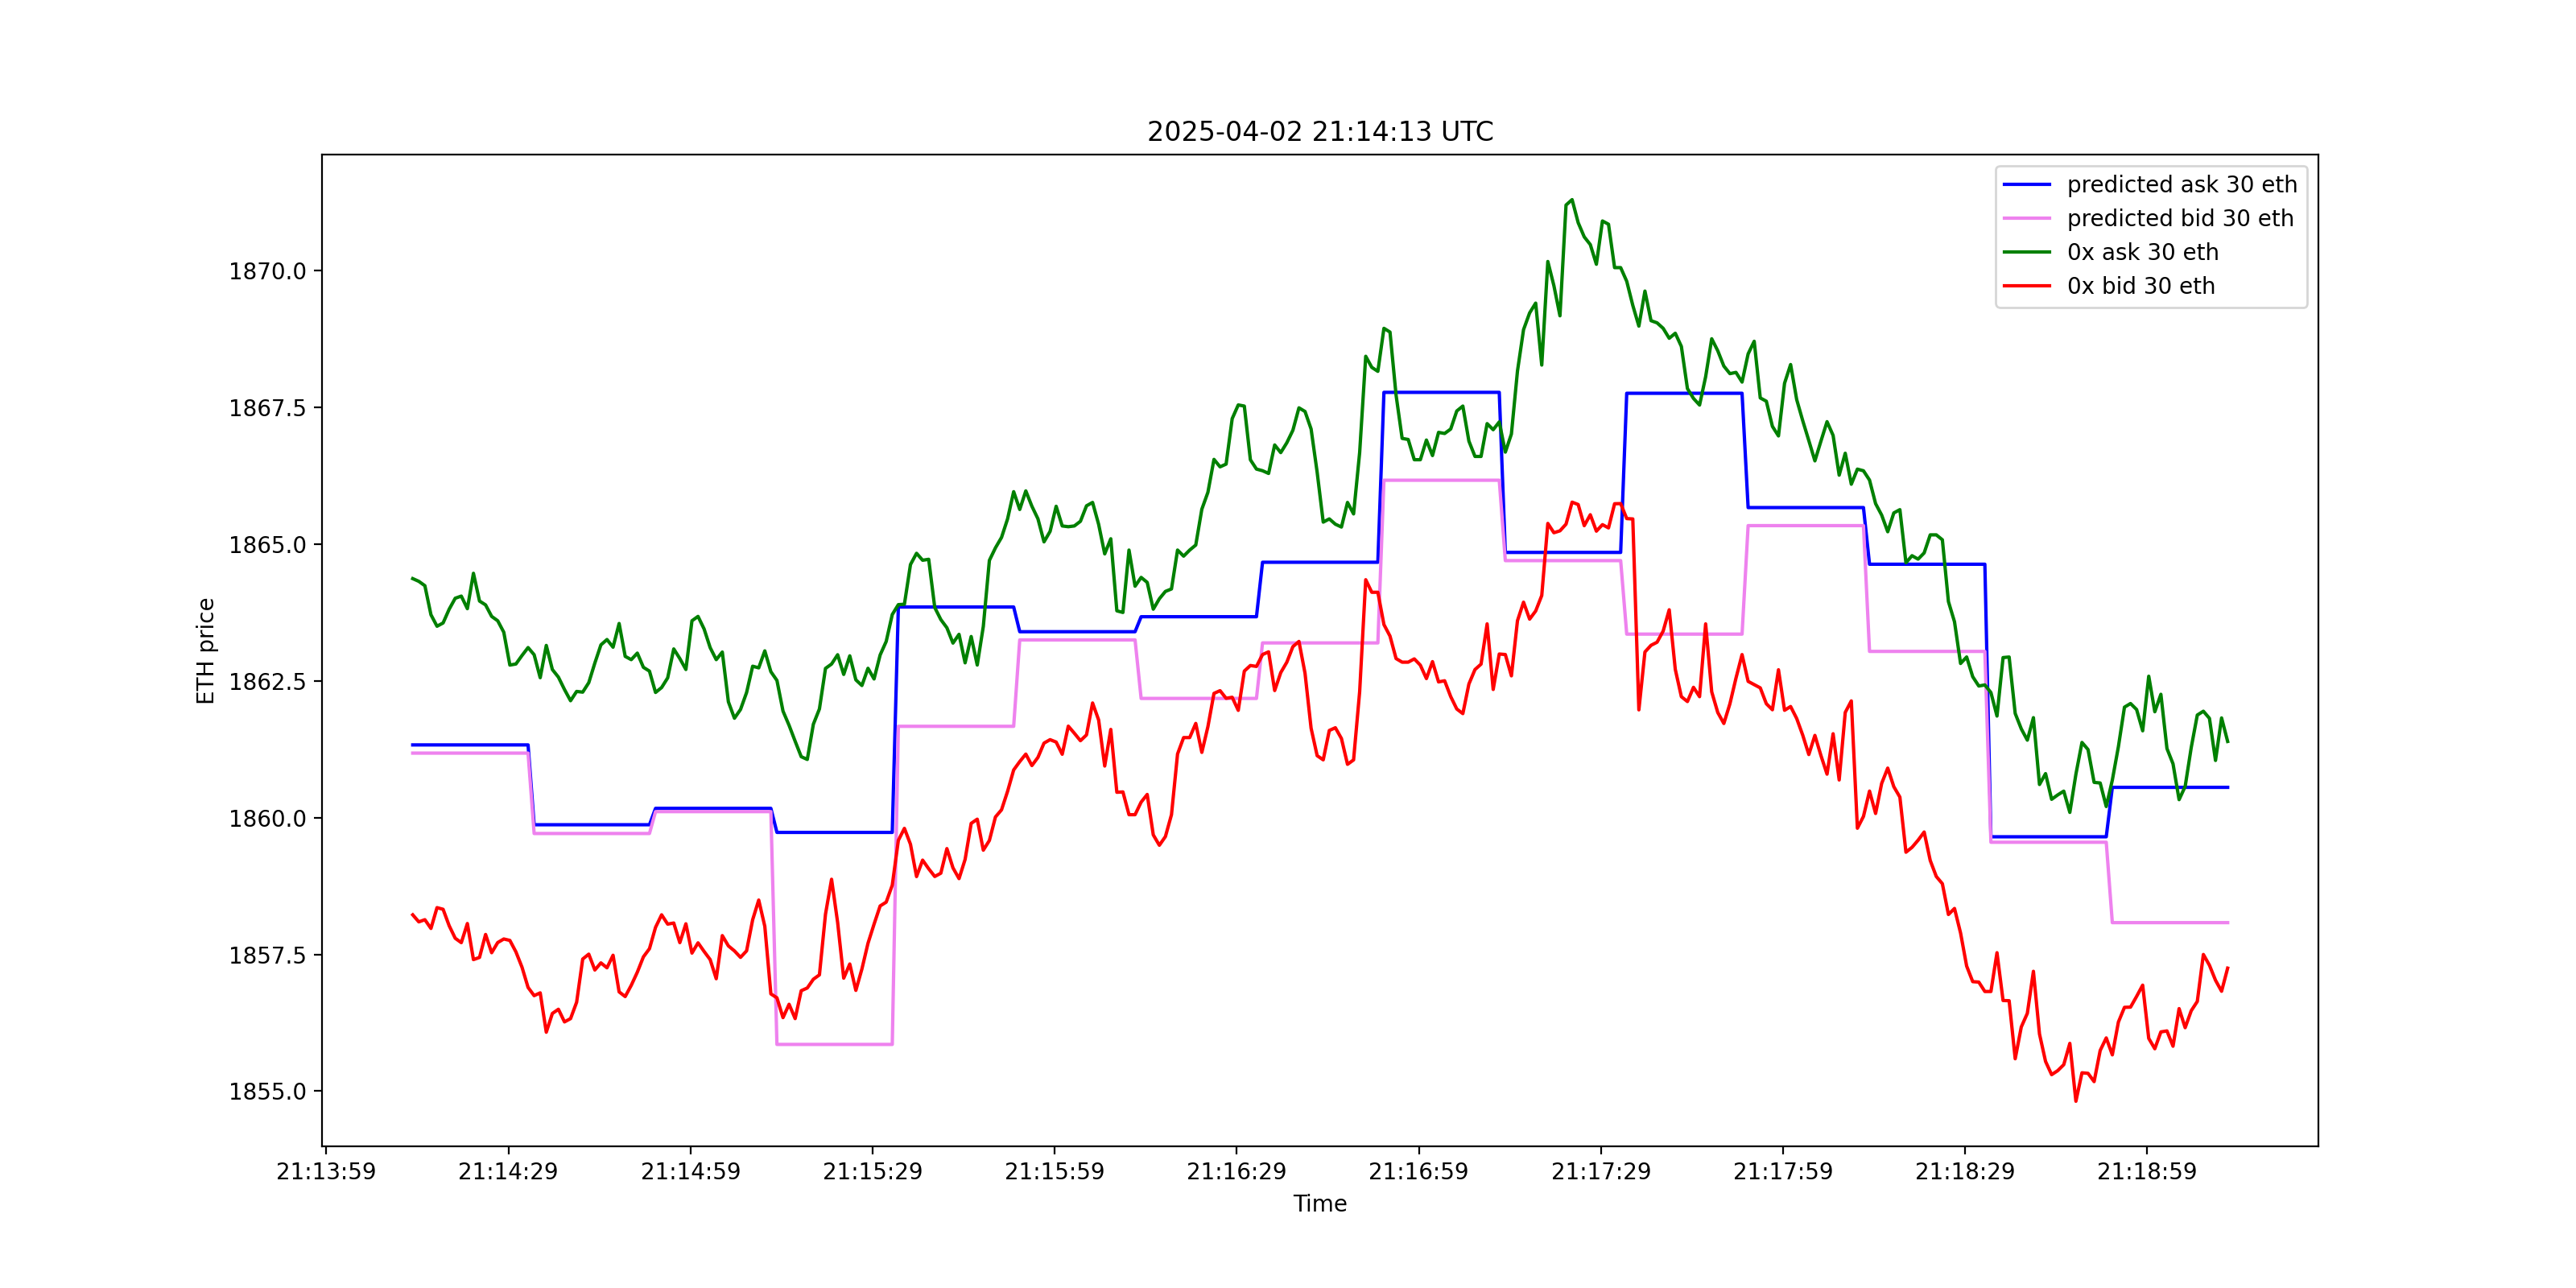 2025-04-02 21:14:13 UTC
predicted ask 30 eth
predicted bid 30 eth
0x ask 30 eth
0x bid 30 eth
ETH price
1870.0
1867.5
1865.0
1862.5
1860.0
1857.5
1855.0
21:13:59 21:14:29 21:14:59 21:15:29 21:15:59 21:16:29 21:16:59 21:17:29 21:17:59 21:18:29 21:18:59
Time